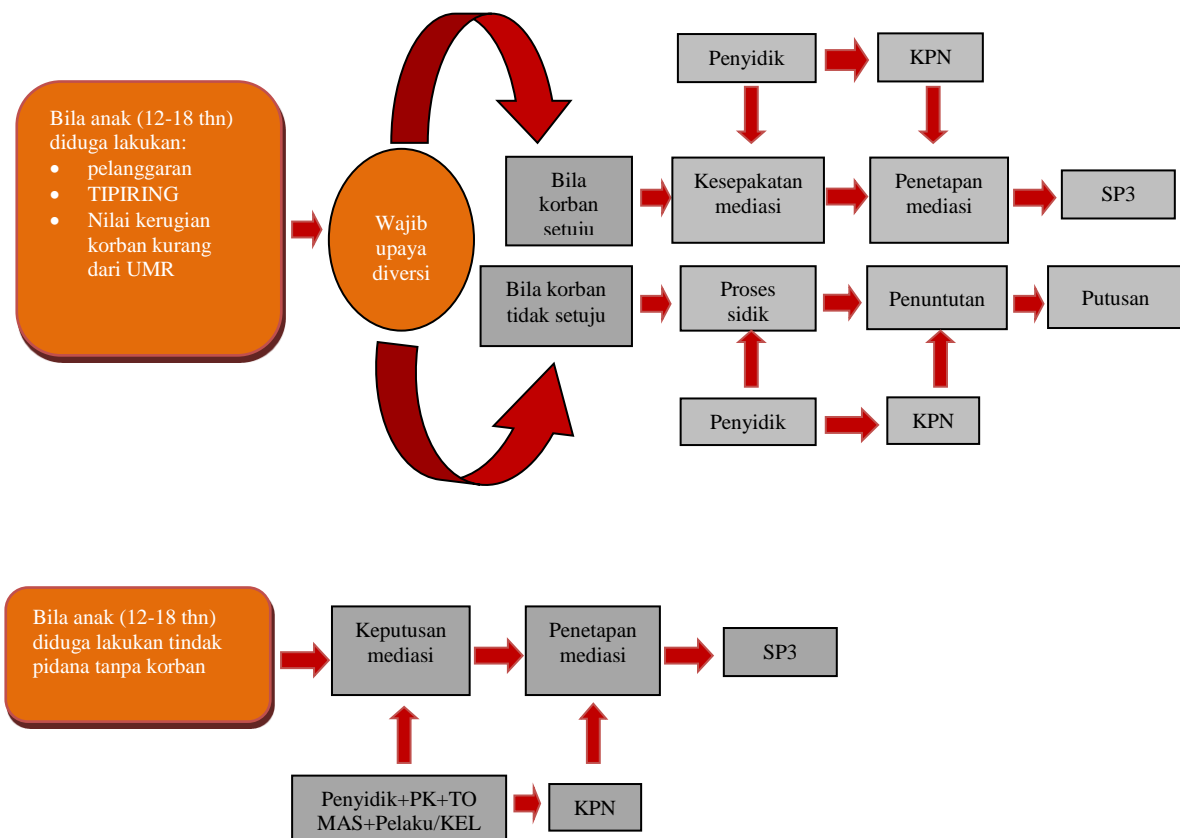 Bila anak (12-18 thn)
diduga lakukan:
• pelanggaran
• TIPIRING
• Nilai kerugian
korban kurang
dari UMR
Wajib
upaya
diversi
Penyidik
KPN
Bila
korban
setuju
Kesepakatan
mediasi
Penetapan
mediasi
SP3
Bila korban
tidak setuju
Proses
sidik
Penuntutan
Putusan
Penyidik
KPN
Bila anak (12-18 thn)
diduga lakukan tindak
pidana tanpa korban
Keputusan
mediasi
Penetapan
mediasi
SP3
Penyidik+PK+TO
MAS+Pelaku/KEL
KPN